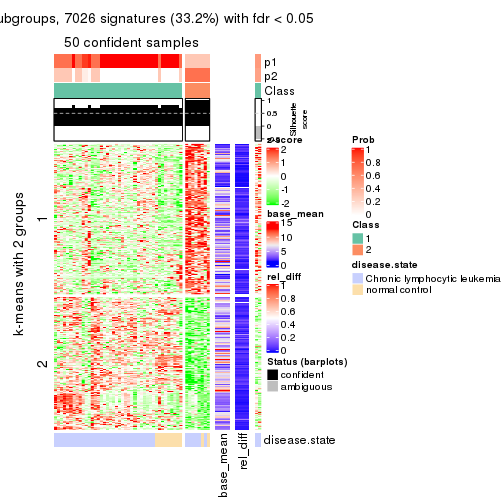 ubgroups, 7026 signatures (33.2%) with fdr < 0.05
50 confident samples
p1
p2
Class
1
0.5
0
Silhouette
score
k-means with 2 groups
1
2
z-score
2
1
0
-1
-2
base_mean
15
10
5
0
rel_diff
1
0.8
0.6
0.4
0.2
0
Status (barplots)
confident
ambiguous
Prob
1
0.8
0.6
0.4
0.2
0
Class
1
2
disease.state
Chronic lymphocytic leukemia
normal control
disease.state
base_mean
rel_diff